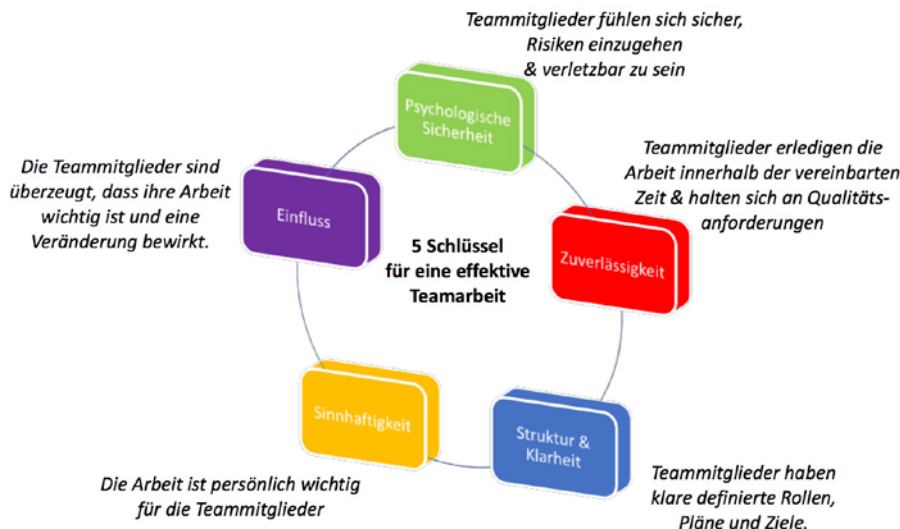 Teammitglieder fühlen sich sicher,
Risiken einzugehen
& verletzbar zu sein
Psychologische
Sicherheit
Teammitglieder erledigen die
Arbeit innerhalb der vereinbarten
Zeit & halten sich an Qualitäts-
anforderungen
Zuverlässigkeit
Die Teammitglieder sind
überzeugt, dass ihre Arbeit
wichtig ist und eine
Veränderung bewirkt.
Einfluss
5 Schlüssel
für eine effektive
Teamarbeit
Sinnhaftigkeit
Die Arbeit ist persönlich wichtig
für die Teammitglieder
Struktur &
Klarheit
Teammitglieder haben
klare definierte Rollen,
Pläne und Ziele.